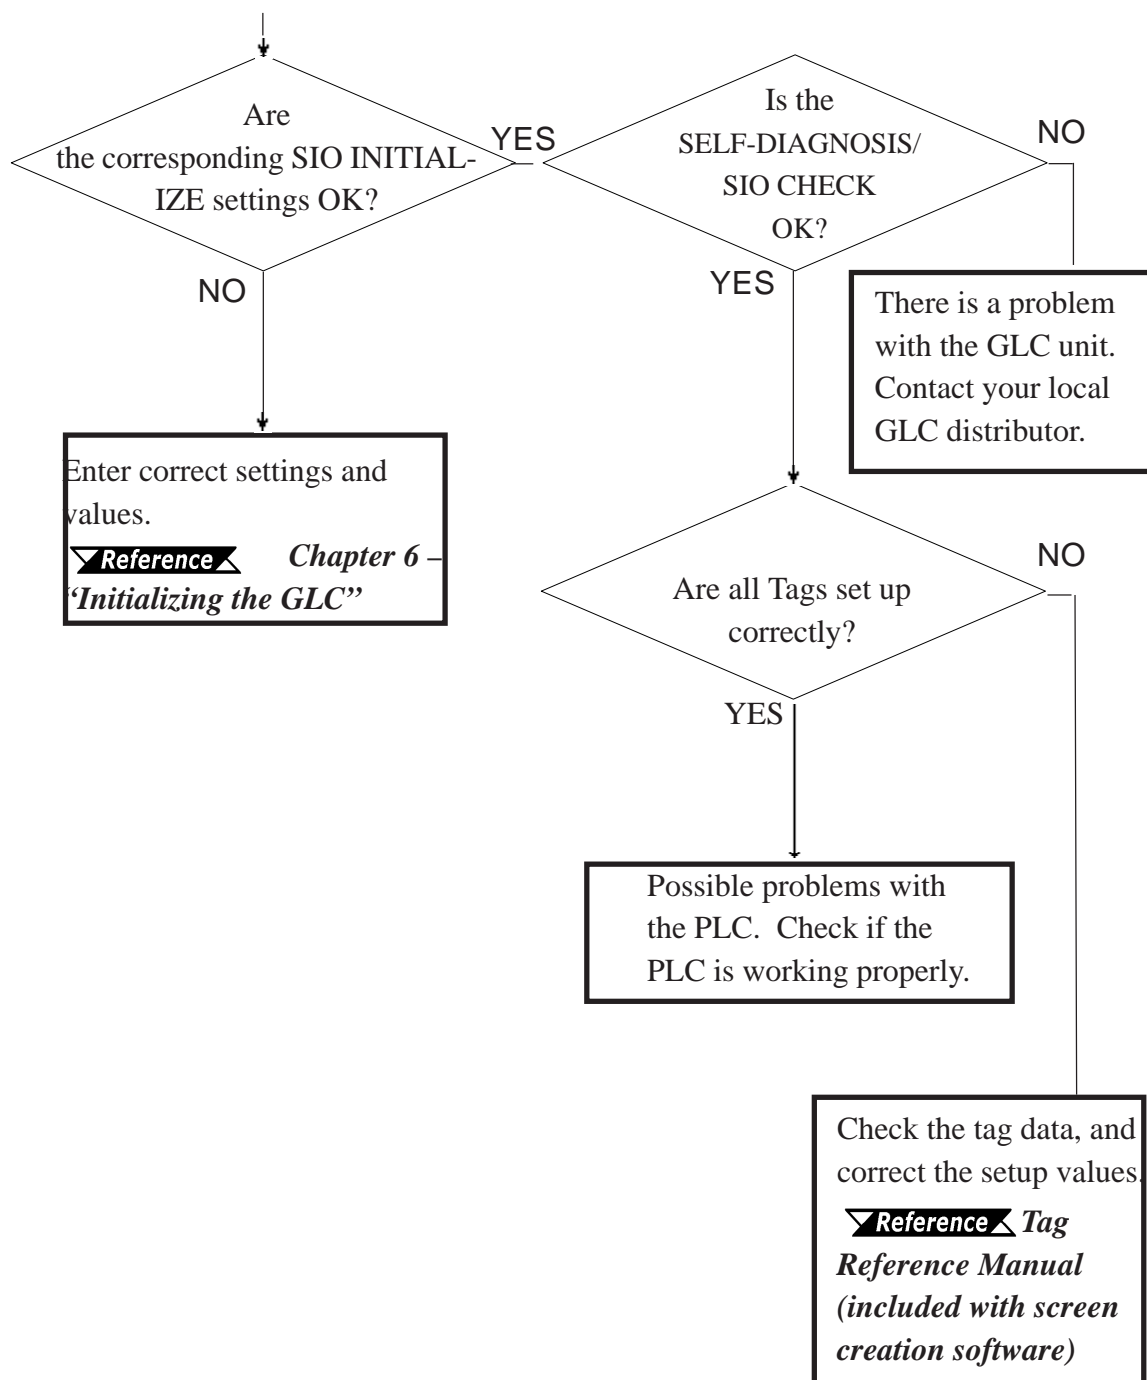 Are
the corresponding SIO INITIAL-
IZE settings OK?
YES
NO
Is the
SELF-DIAGNOSIS/
SIO CHECK
OK?
NO
YES
There is a problem
with the GLC unit.
Contact your local
GLC distributor.
Enter correct settings and
values.
Reference Chapter 6 –
“Initializing the GLC”
Are all Tags set up
correctly?
NO
YES
Possible problems with
the PLC. Check if the
PLC is working properly.
Check the tag data, and
correct the setup values.
Reference Tag
Reference Manual
(included with screen
creation software)